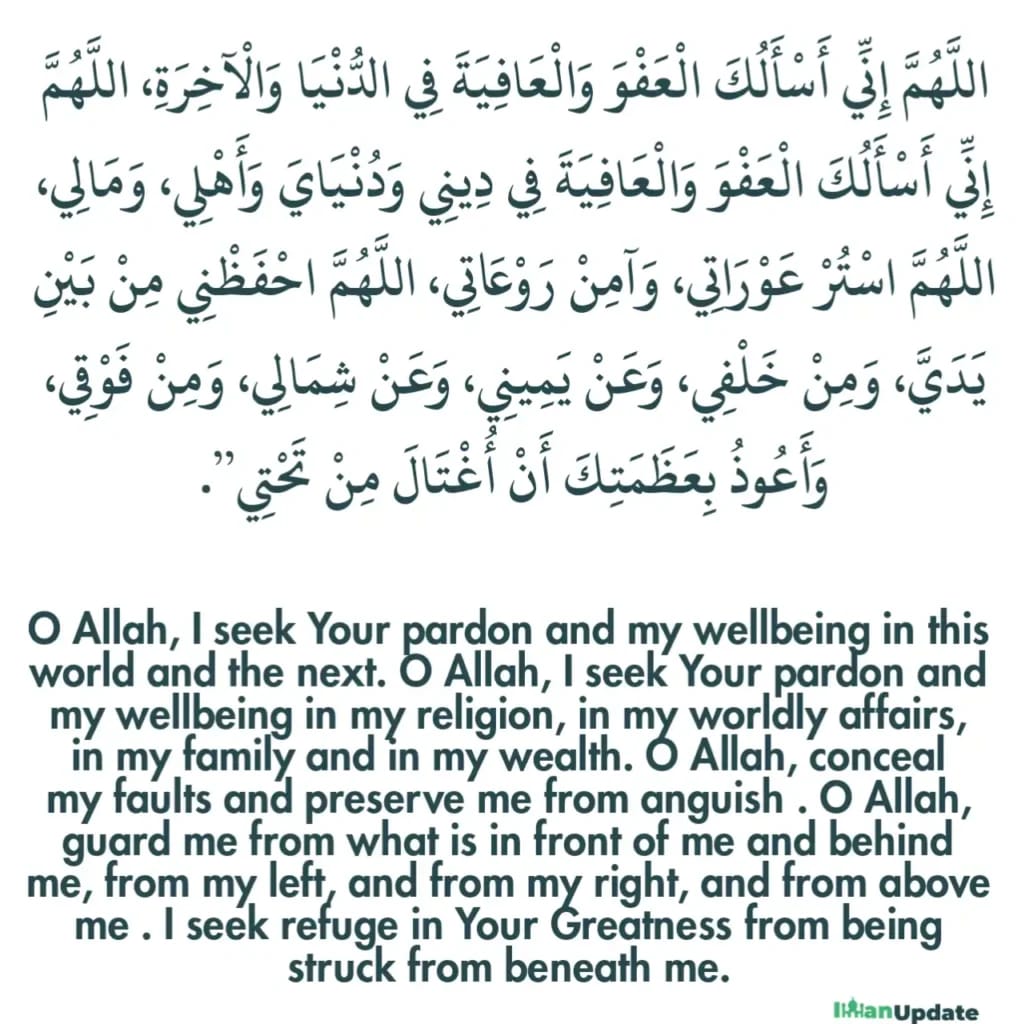 اللَّهُمَّ إِنِّي أَسْأَلُكَ الْعَفْوَ وَالْعَافِيَةَ فِي الدُّنْيَا وَالْآخِرَةِ، اللَّهُمَّ
إِنِّي أَسْأَلُكَ الْعَفْوَ وَالْعَافِيَةَ فِي دِينِي وَدُنْيَايَ وَأَهْلِي، وَمَالِي،
اللَّهُمَّ اسْتُرْ عَوْرَاتِي، وَآمِنْ رَوْعَاتِي، اللَّهُمَّ احْفَظْنِي مِنْ بَيْنِ
يَدَيَّ، وَمِنْ خَلْفِي، وَعَنْ يَمِينِي، وَعَنْ شِمَالِي، وَمِنْ فَوْقِي،
وَأَعُوذُ بِعَظَمَتِكَ أَنْ أُغْتَالَ مِنْ تَحْتِي”.
O Allah, I seek Your pardon and my wellbeing in this
world and the next. O Allah, I seek Your pardon and
my wellbeing in my religion, in my worldly affairs,
in my family and in my wealth. O Allah, conceal
my faults and preserve me from anguish . O Allah,
guard me from what is in front of me and behind
me, from my left, and from my right, and from above
me . I seek refuge in Your Greatness from being
struck from beneath me.
ImanUpdate